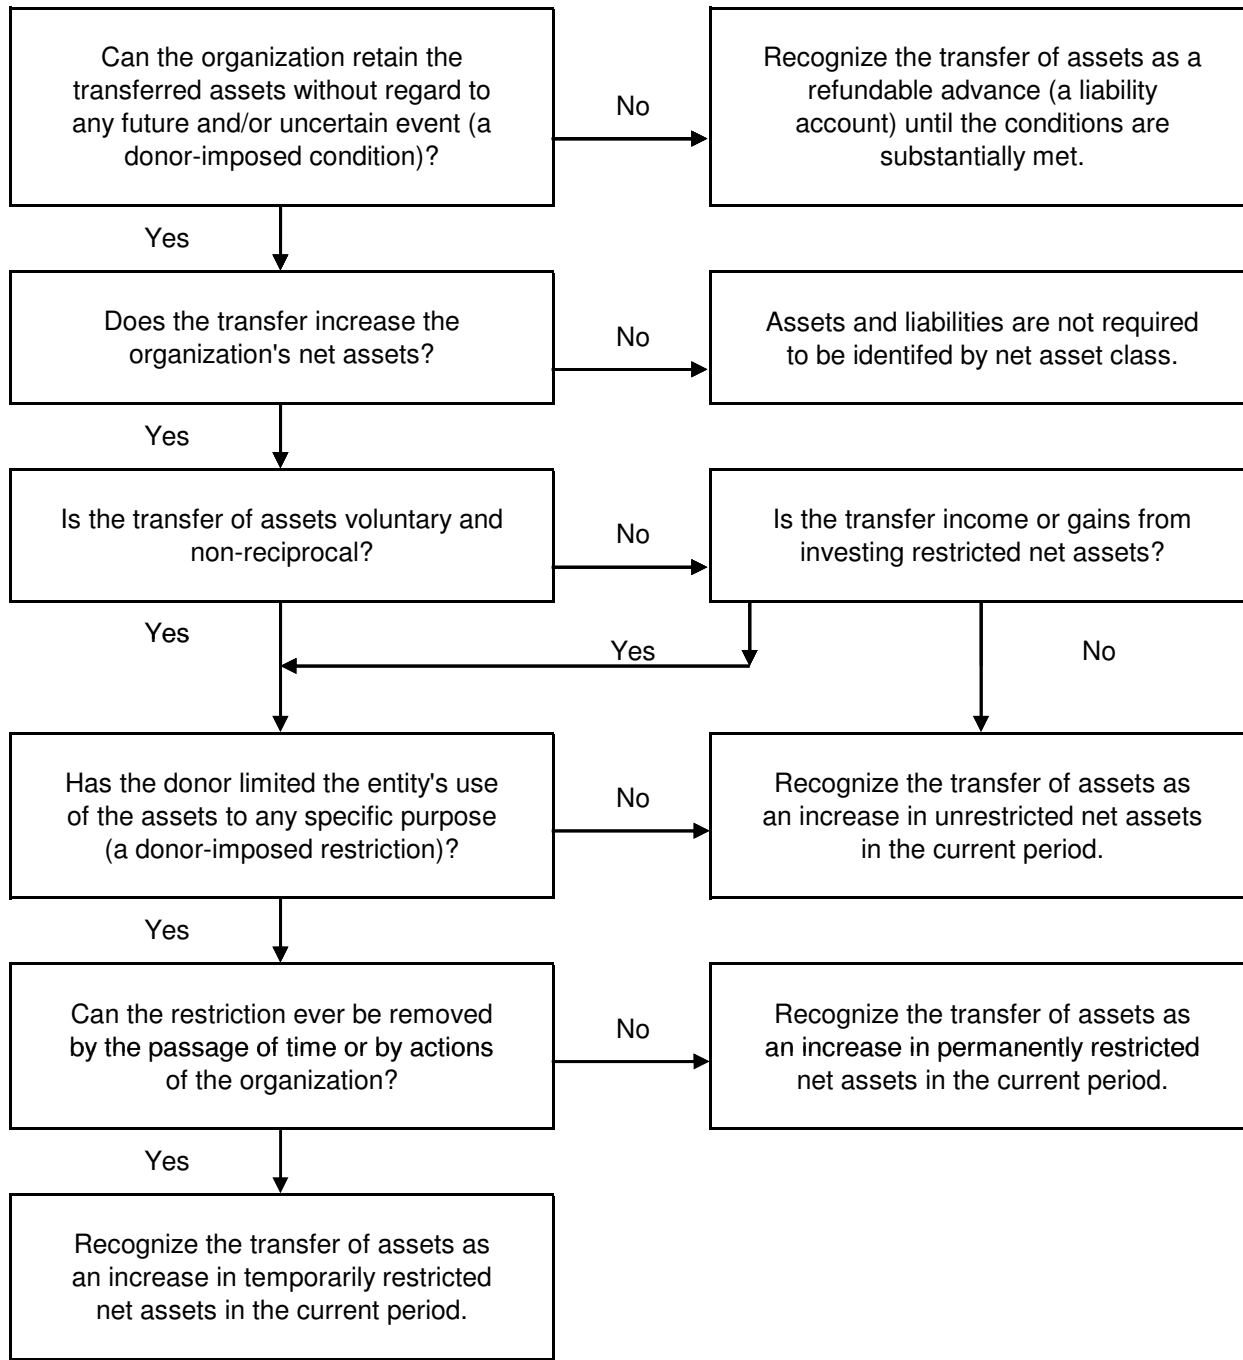 Can the organization retain the
transferred assets without regard to
any future and/or uncertain event (a
donor-imposed condition)?
No
Recognize the transfer of assets as a
refundable advance (a liability
account) until the conditions are
substantially met.
Yes
Does the transfer increase the
organization's net assets?
No
Assets and liabilities are not required
to be identifed by net asset class.
Yes
Is the transfer of assets voluntary and
non-reciprocal?
No
Is the transfer income or gains from
investing restricted net assets?
Yes
Yes
No
Has the donor limited the entity's use
of the assets to any specific purpose
(a donor-imposed restriction)?
No
Recognize the transfer of assets as
an increase in unrestricted net assets
in the current period.
Yes
Can the restriction ever be removed
by the passage of time or by actions
of the organization?
No
Recognize the transfer of assets as
an increase in permanently restricted
net assets in the current period.
Yes
Recognize the transfer of assets as
an increase in temporarily restricted
net assets in the current period.